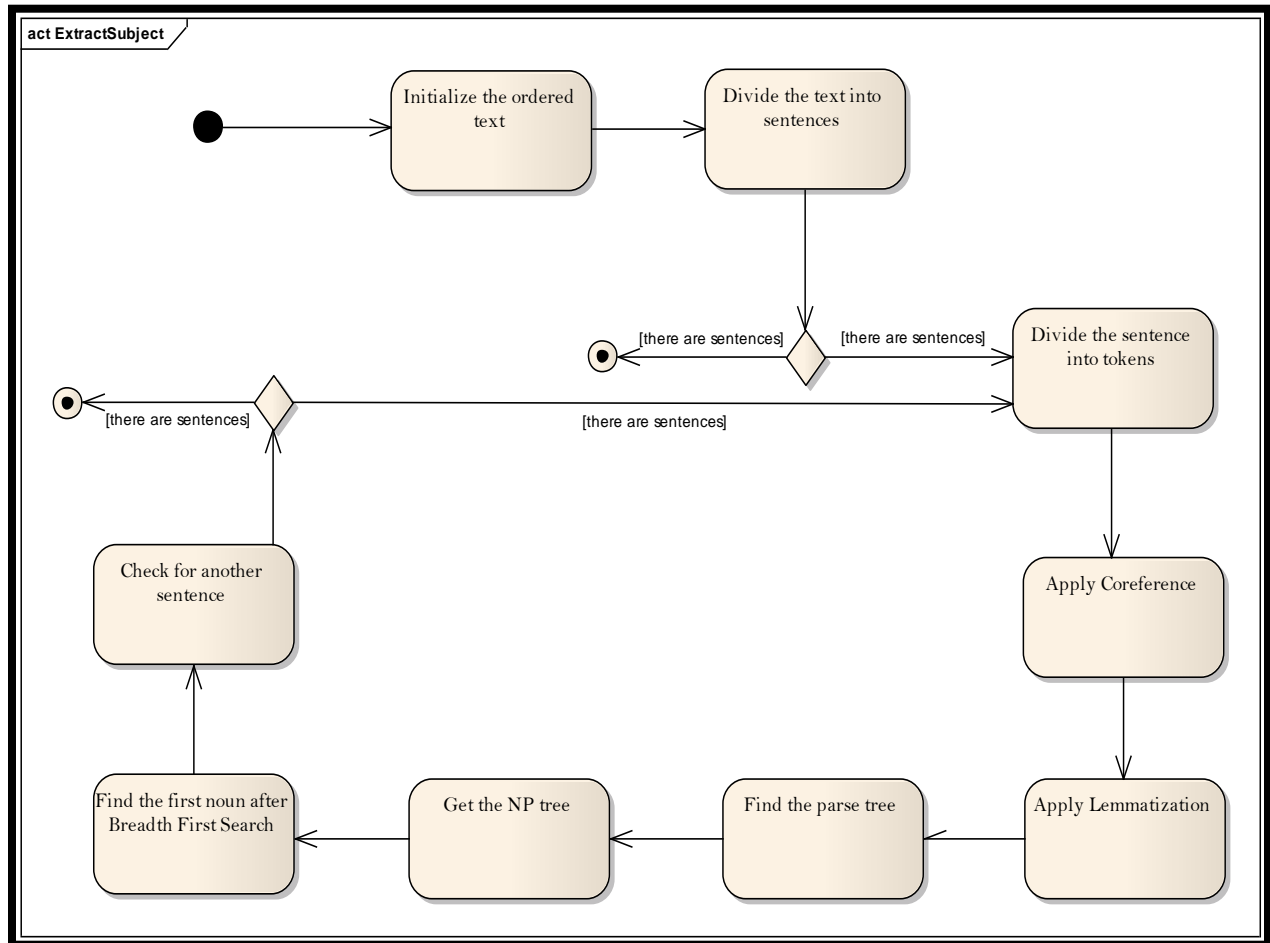 act ExtractSubject
Initialize the ordered
text
Divide the text into
sentences
[there are sentences]
[there are sentences]
Divide the sentence
into tokens
[there are sentences]
[there are sentences]
Check for another
sentence
Apply Coreference
Find the first noun after
Breadth First Search
Get the NP tree
Find the parse tree
Apply Lemmatization